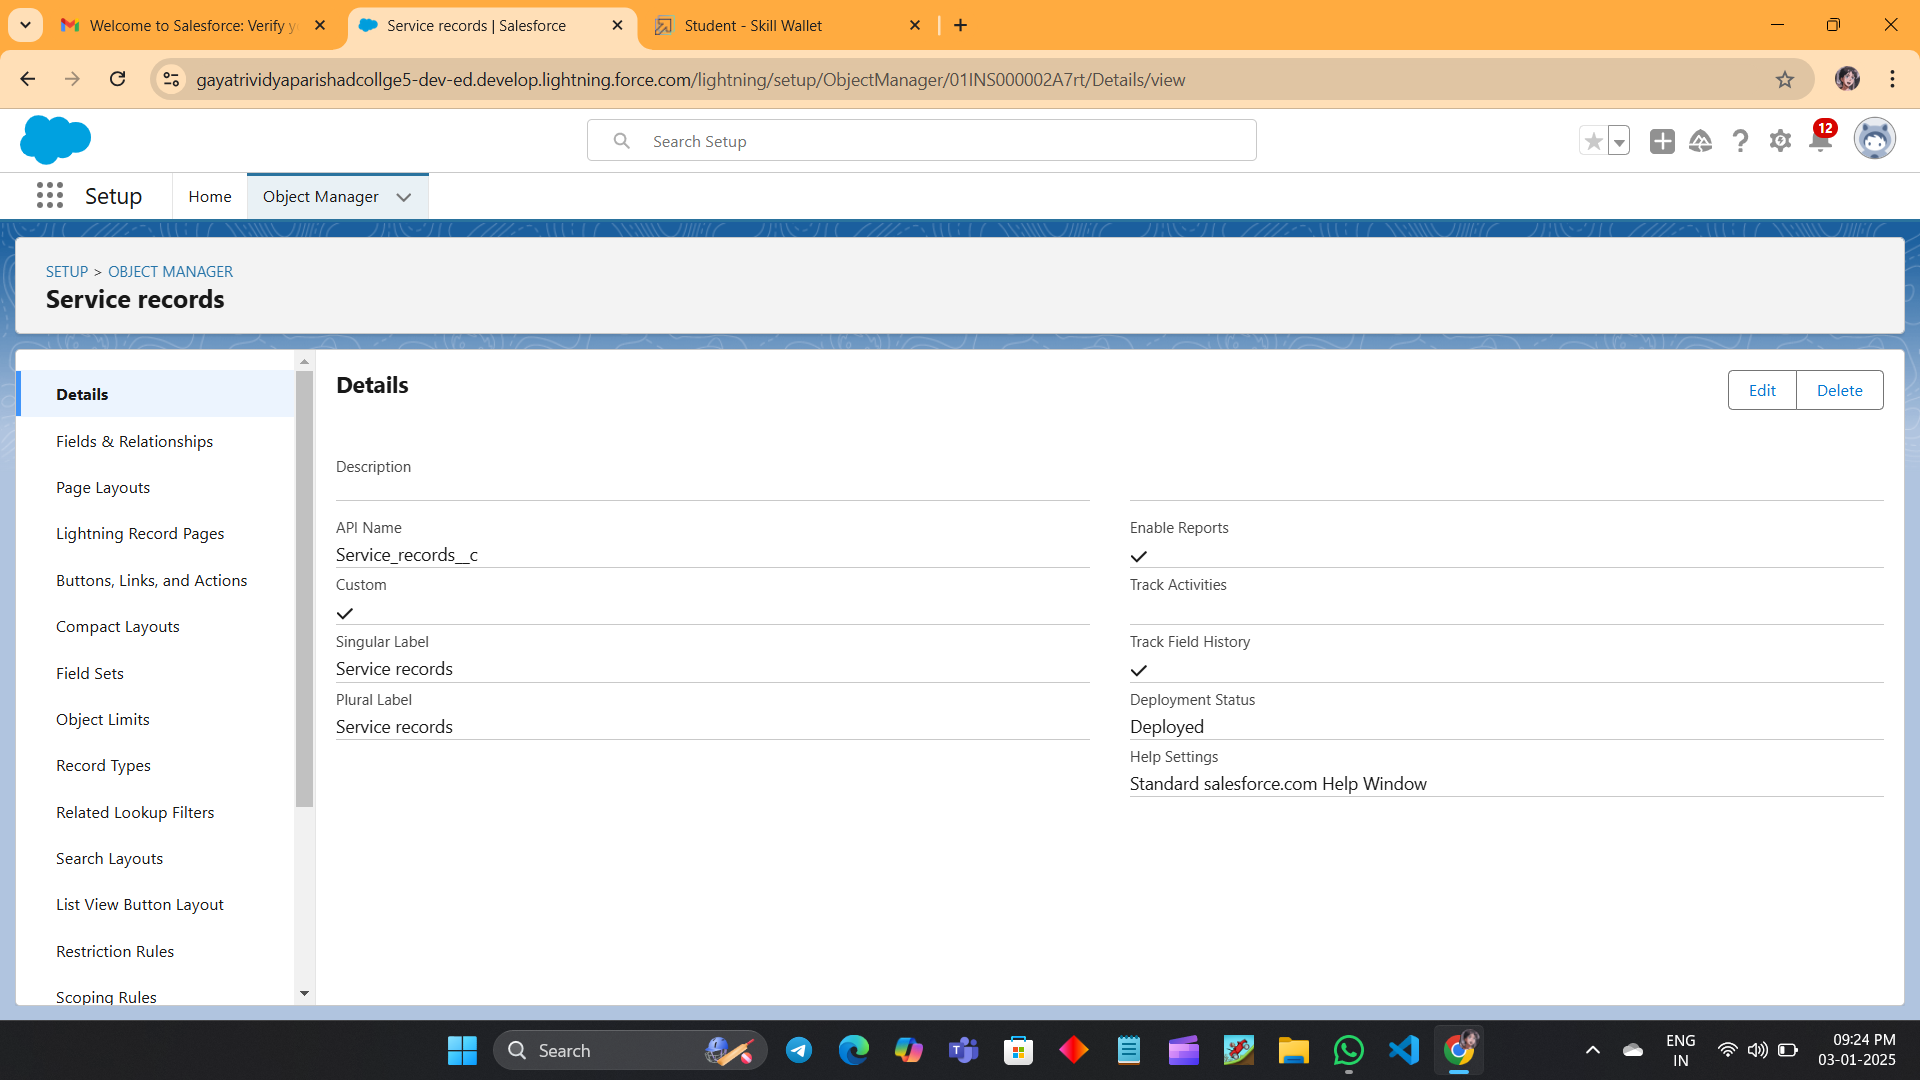 Welcome to Salesforce: Verify y
Service records | Salesforce
Student - Skill Wallet
gayatrividyaparishadcollge5-dev-ed.develop.lightning.force.com/lightning/setup/ObjectManager/01INS000002A7rt/Details/view
Search Setup
12
Setup
Home
Object Manager
SETUP > OBJECT MANAGER
Service records
Details
Fields & Relationships
Page Layouts
Lightning Record Pages
Buttons, Links, and Actions
Compact Layouts
Field Sets
Object Limits
Record Types
Related Lookup Filters
Search Layouts
List View Button Layout
Restriction Rules
Scoping Rules
Details
Edit
Delete
Description
API Name
Service_records__c
Custom
Singular Label
Service records
Plural Label
Service records
Enable Reports
Track Activities
Track Field History
Deployment Status
Deployed
Help Settings
Standard salesforce.com Help Window
Search
ENG
IN
09:24 PM
03-01-2025